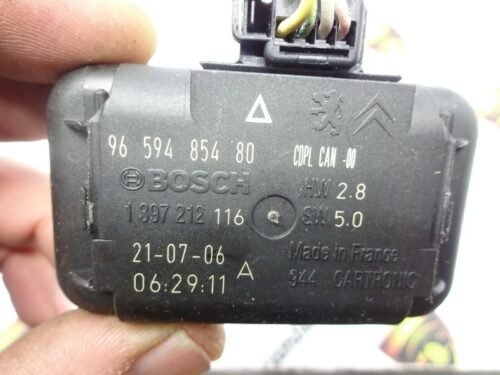 96 594 854 80 CDPL CAN -00
BOSCH HW 2.8
1 397 212 116 SW 5.0
21-07-06 Made in France
06:29:11 944 CARTRONIC